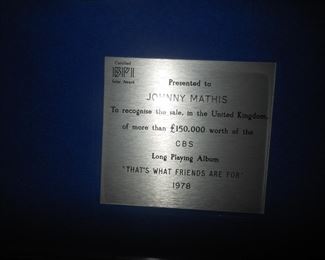 Certified
BPI
Sales Award
Presented to
JOHNNY MATHIS
To recognise the sale, in the United Kingdom,
of more than £150,000 worth of the
CBS
Long Playing Album
"THAT'S WHAT FRIENDS ARE FOR"
1978